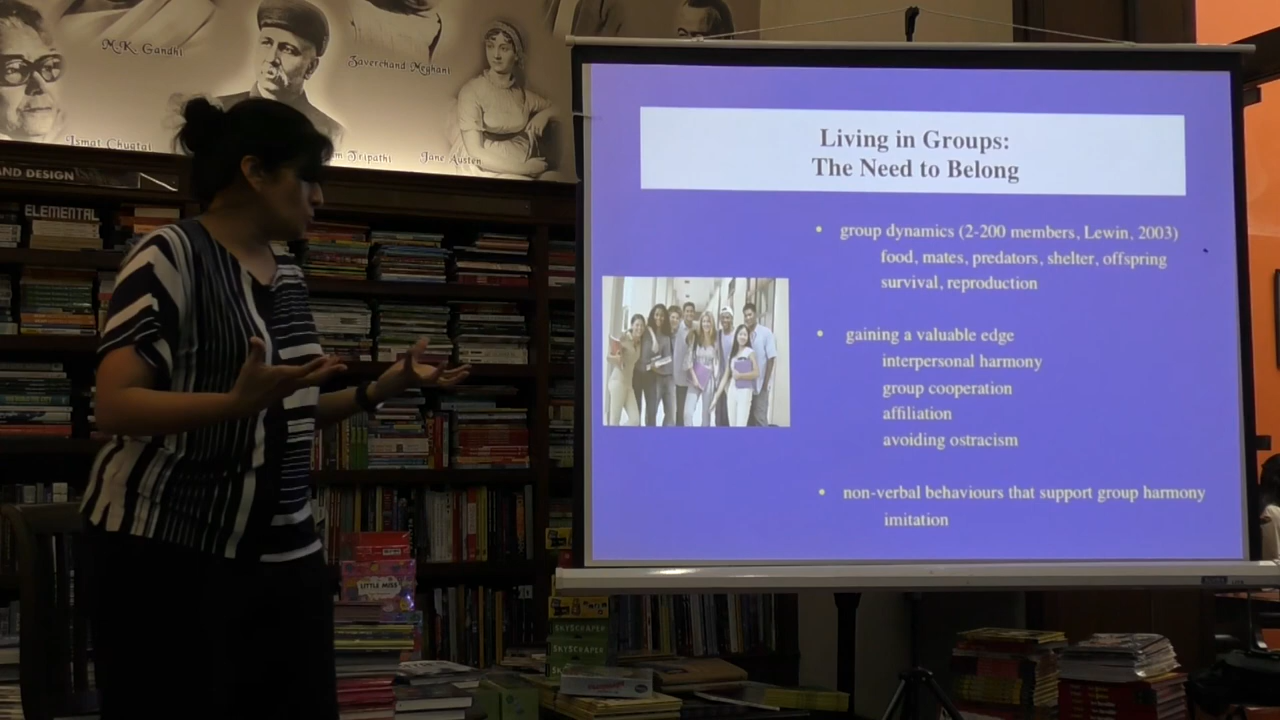 M.K. Gandhi
Zaverchand Meghani
Ismat Chugtai
m Tripathi
Jane Austen
AND DESIGN
ELEMENTAL
Living in Groups:
The Need to Belong
• group dynamics (2-200 members, Lewin, 2003)
food, mates, predators, shelter, offspring
survival, reproduction
• gaining a valuable edge
interpersonal harmony
group cooperation
affiliation
avoiding ostracism
• non-verbal behaviours that support group harmony
imitation
LITTLE MISS
SKYSCRAPER
SKYSCRAPER